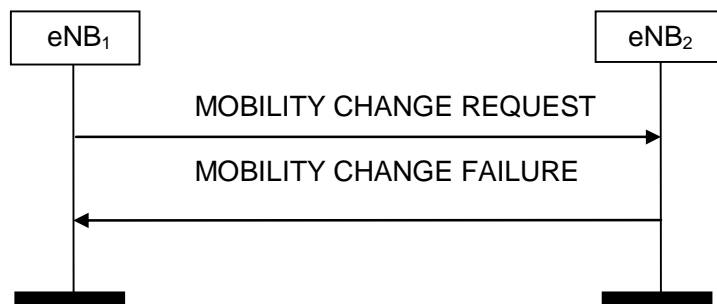 eNB₁
eNB₂
MOBILITY CHANGE REQUEST
MOBILITY CHANGE FAILURE